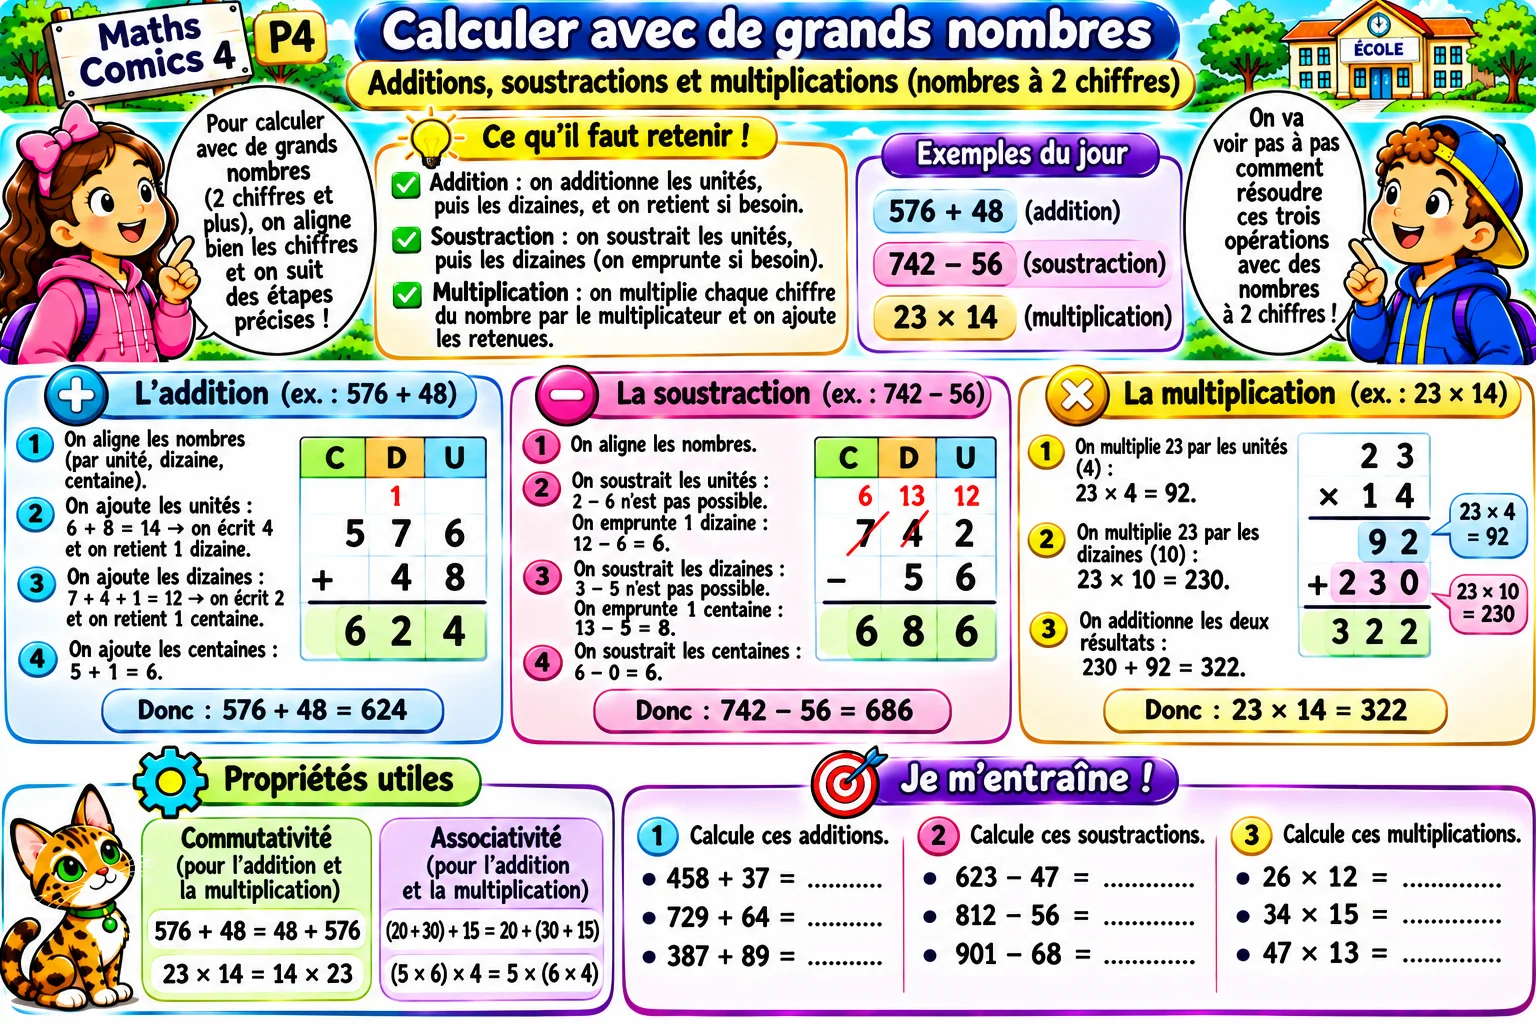 Maths
Comics 4
P4
Calculer avec de grands nombres
Additions, soustractions et multiplications (nombres à 2 chiffres)
ÉCOLE
Pour calculer
avec de grands
nombres
(2 chiffres et
plus), on aligne
bien les chiffres
et on suit
des étapes
précises !
Ce qu'il faut retenir !
Addition : on additionne les unités,
puis les dizaines, et on retient si besoin.
Soustraction : on soustrait les unités,
puis les dizaines (on emprunte si besoin).
Multiplication : on multiplie chaque chiffre
du nombre par le multiplicateur et on ajoute
les retenues.
Exemples du jour
576 + 48 (addition)
742 – 56 (soustraction)
23 × 14 (multiplication)
On va
voir pas à pas
comment
résoudre
ces trois
opérations
avec des
nombres
à 2 chiffres !
L'addition (ex. : 576 + 48)
1 On aligne les nombres
(par unité, dizaine,
centaine).
2 On ajoute les unités :
6 + 8 = 14 → on écrit 4
et on retient 1 dizaine.
3 On ajoute les dizaines :
7 + 4 + 1 = 12 → on écrit 2
et on retient 1 centaine.
4 On ajoute les centaines :
5 + 1 = 6.
C D U
1
5 7 6
+ 4 8
6 2 4
Donc : 576 + 48 = 624
La soustraction (ex. : 742 – 56)
1 On aligne les nombres.
2 On soustrait les unités :
2 – 6 n'est pas possible.
On emprunte 1 dizaine :
12 – 6 = 6.
3 On soustrait les dizaines :
3 – 5 n'est pas possible.
On emprunte 1 centaine :
13 – 5 = 8.
4 On soustrait les centaines :
6 – 0 = 6.
C D U
6 13 12
7 4 2
– 5 6
6 8 6
Donc : 742 – 56 = 686
La multiplication (ex. : 23 × 14)
1 On multiplie 23 par les unités
(4) :
23 × 4 = 92.
2 On multiplie 23 par les
dizaines (10) :
23 × 10 = 230.
3 On additionne les deux
résultats :
230 + 92 = 322.
2 3
× 1 4
9 2
+ 2 3 0
3 2 2
23 × 4
= 92
23 × 10
= 230
Donc : 23 × 14 = 322
Propriétés utiles
Commutativité
(pour l'addition et
la multiplication)
576 + 48 = 48 + 576
23 × 14 = 14 × 23
Associativité
(pour l'addition
et la multiplication)
(20 + 30) + 15 = 20 + (30 + 15)
(5 × 6) × 4 = 5 × (6 × 4)
Je m'entraîne !
1 Calcule ces additions.
• 458 + 37 = ...........
• 729 + 64 = ...........
• 387 + 89 = ...........
2 Calcule ces soustractions.
• 623 – 47 = .............
• 812 – 56 = .............
• 901 – 68 = .............
3 Calcule ces multiplications.
• 26 × 12 = ..............
• 34 × 15 = ..............
• 47 × 13 = ..............